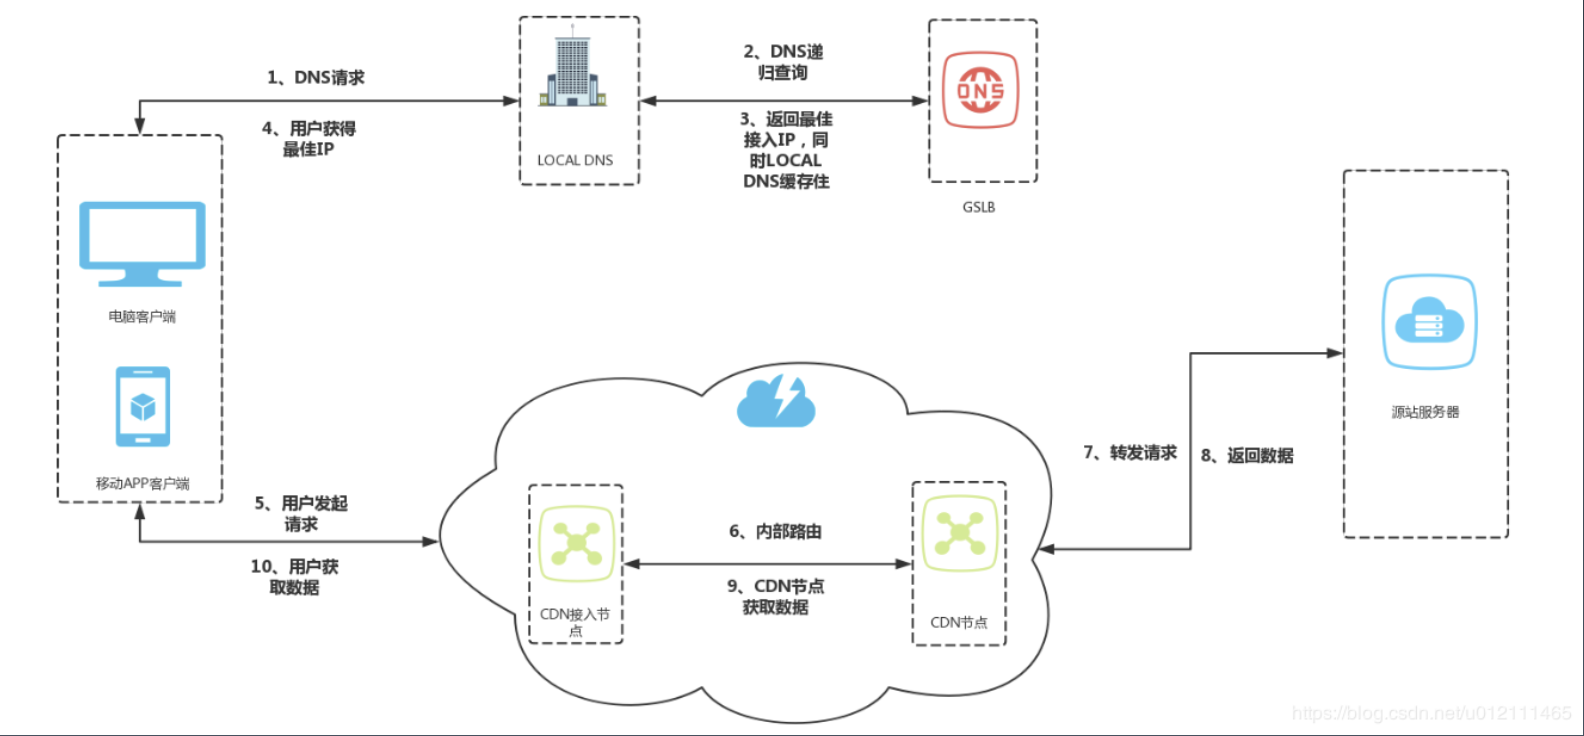 1、DNS请求
4、用户获得
最佳IP
LOCAL DNS
2、DNS递
归查询
3、返回最佳
接入IP，同
时LOCAL
DNS缓存住
DNS
GSLB
电脑客户端
移动APP客户端
5、用户发起
请求
10、用户获
取数据
CDN接入节
点
6、内部路由
9、CDN节点
获取数据
CDN节点
7、转发请求
8、返回数据
源站服务器
https://blog.csdn.net/u012111465